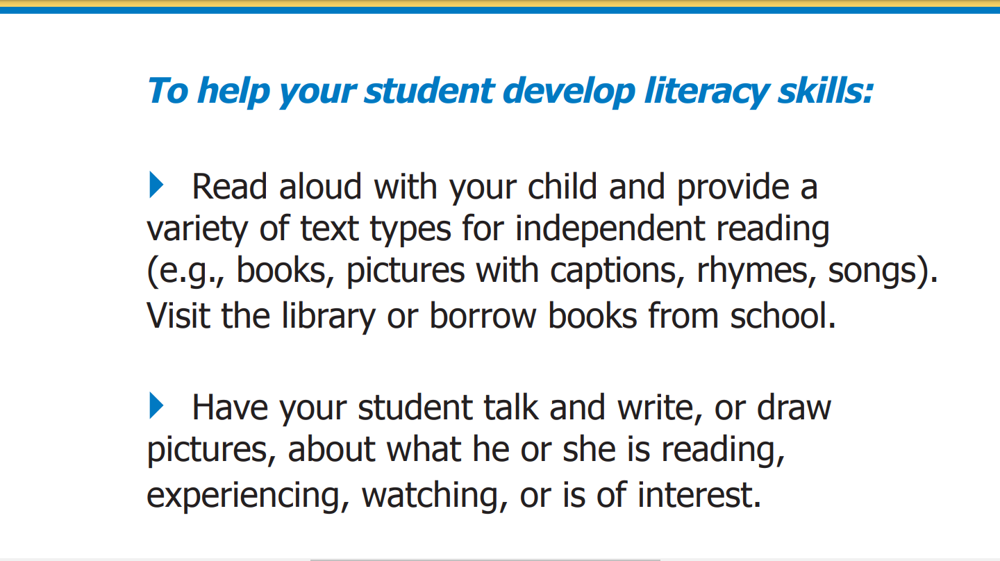 To help your student develop literacy skills:
Read aloud with your child and provide a
variety of text types for independent reading
(e.g., books, pictures with captions, rhymes, songs).
Visit the library or borrow books from school.
Have your student talk and write, or draw
pictures, about what he or she is reading,
experiencing, watching, or is of interest.